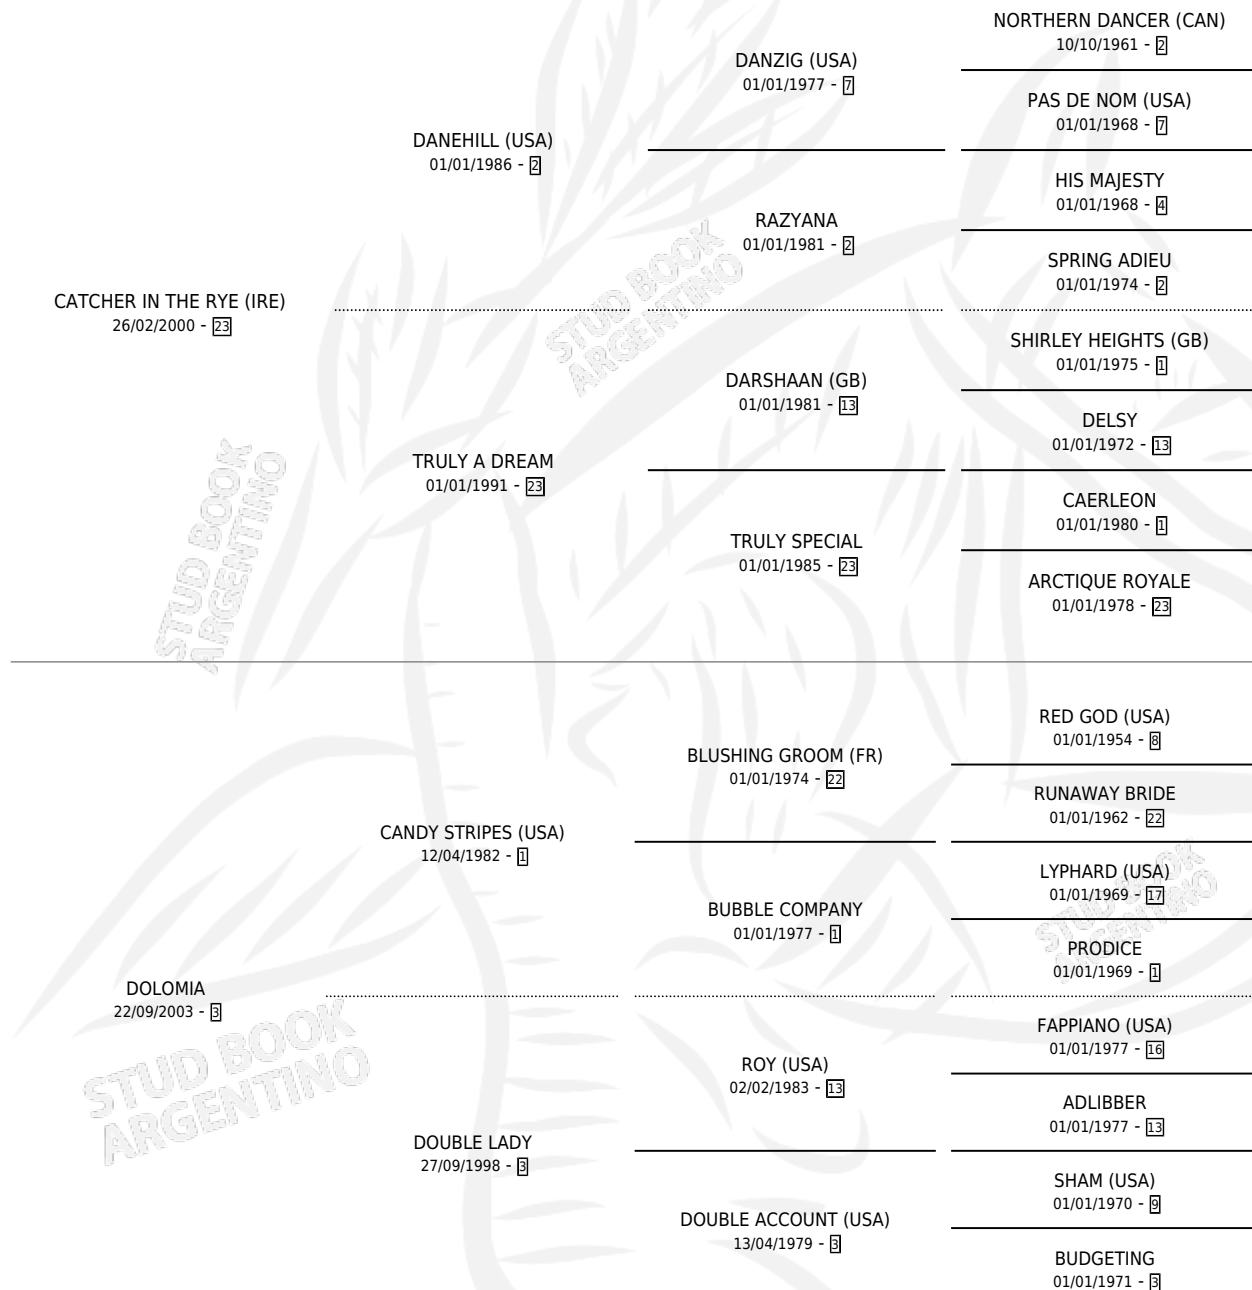 NORTHERN DANCER (CAN)
10/10/1961 - 2
DANZIG (USA)
01/01/1977 - 7
PAS DE NOM (USA)
01/01/1968 - 7
DANEHILL (USA)
01/01/1986 - 2
HIS MAJESTY
01/01/1968 - 4
RAZYANA
01/01/1981 - 2
SPRING ADIEU
01/01/1974 - 2
CATCHER IN THE RYE (IRE)
26/02/2000 - 23
STUD BOOK
ARGENTINO
SHIRLEY HEIGHTS (GB)
01/01/1975 - 1
DARSHAAN (GB)
01/01/1981 - 13
DELSY
01/01/1972 - 13
TRULY A DREAM
01/01/1991 - 23
CAERLEON
01/01/1980 - 1
TRULY SPECIAL
01/01/1985 - 23
ARCTIQUE ROYALE
01/01/1978 - 23
STUD BOOK
ARGENTINO
RED GOD (USA)
01/01/1954 - 8
BLUSHING GROOM (FR)
01/01/1974 - 22
RUNAWAY BRIDE
01/01/1962 - 22
CANDY STRIPES (USA)
12/04/1982 - 1
LYPHARD (USA)
01/01/1969 - 17
STUD BOOK
ARGENTINO
BUBBLE COMPANY
01/01/1977 - 1
PRODICE
01/01/1969 - 1
DOLOMIA
22/09/2003 - 3
STUD BOOK
ARGENTINO
FAPPIANO (USA)
01/01/1977 - 16
ROY (USA)
02/02/1983 - 13
ADLIBBER
01/01/1977 - 13
DOUBLE LADY
27/09/1998 - 3
SHAM (USA)
01/01/1970 - 9
DOUBLE ACCOUNT (USA)
13/04/1979 - 3
BUDGETING
01/01/1971 - 3